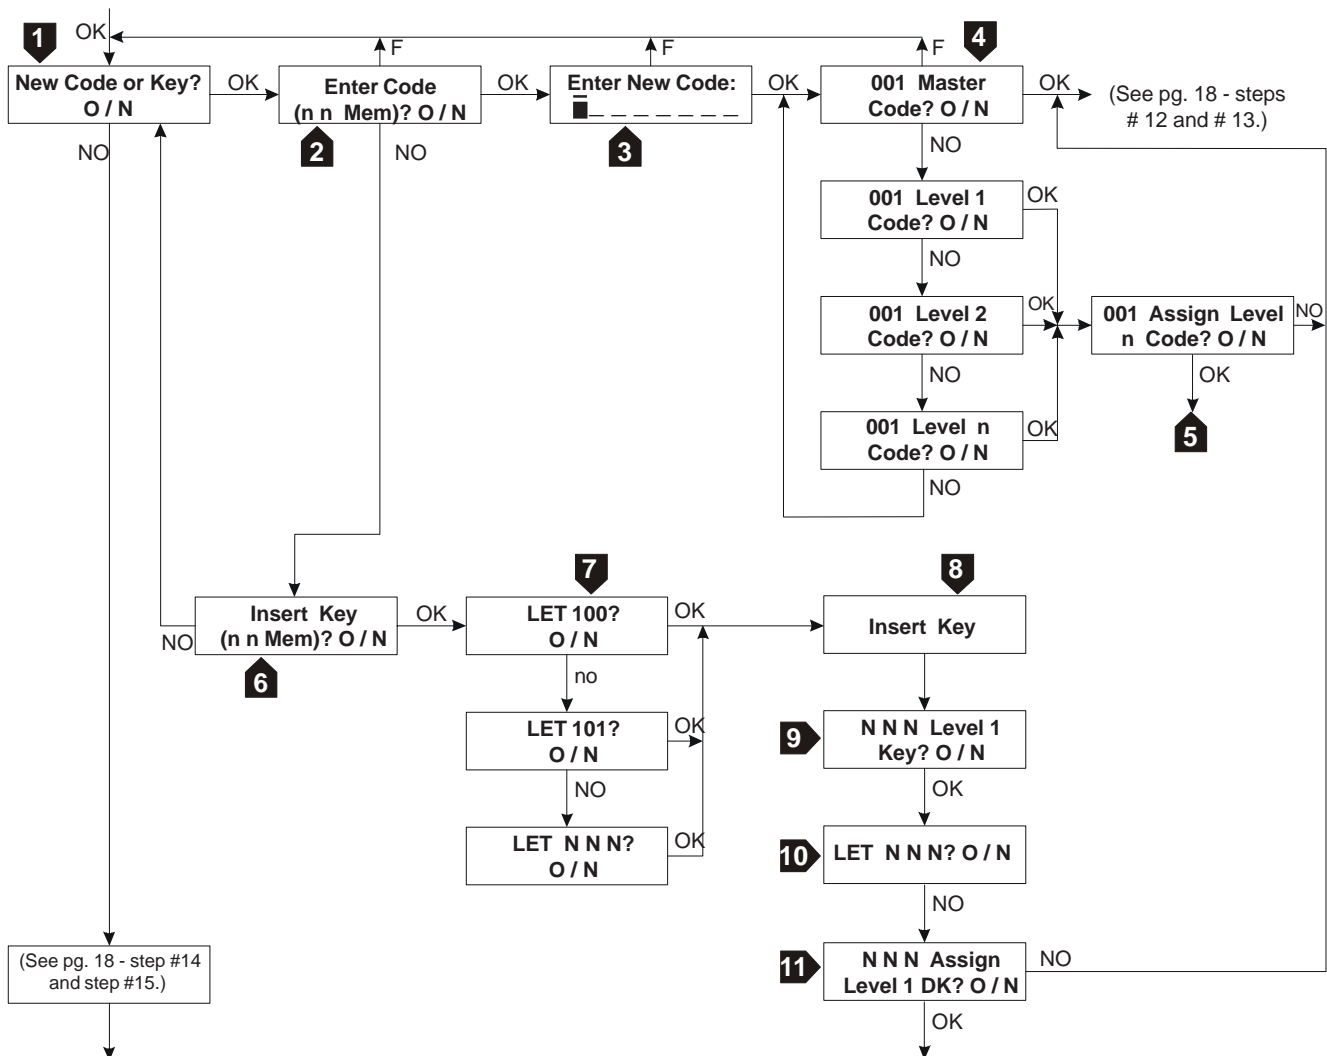 OK
1
F
F
F
4
New Code or Key?
O / N
OK
Enter Code
(n n Mem)? O / N
OK
Enter New Code:
_ _ _ _ _ _ _
OK
001 Master
Code? O / N
OK
(See pg. 18 - steps
# 12 and # 13.)
NO
2
NO
3
NO
001 Level 1
Code? O / N
OK
NO
001 Level 2
Code? O / N
OK
001 Assign Level
n Code? O / N
NO
NO
OK
001 Level n
Code? O / N
OK
5
NO
7
8
Insert Key
(n n Mem)? O / N
NO
OK
LET 100?
O / N
OK
Insert Key
6
no
LET 101?
O / N
OK
9
N N N Level 1
Key? O / N
NO
OK
LET N N N?
O / N
OK
10
LET N N N? O / N
NO
(See pg. 18 - step #14
and step #15.)
11
N N N Assign
Level 1 DK? O / N
NO
OK